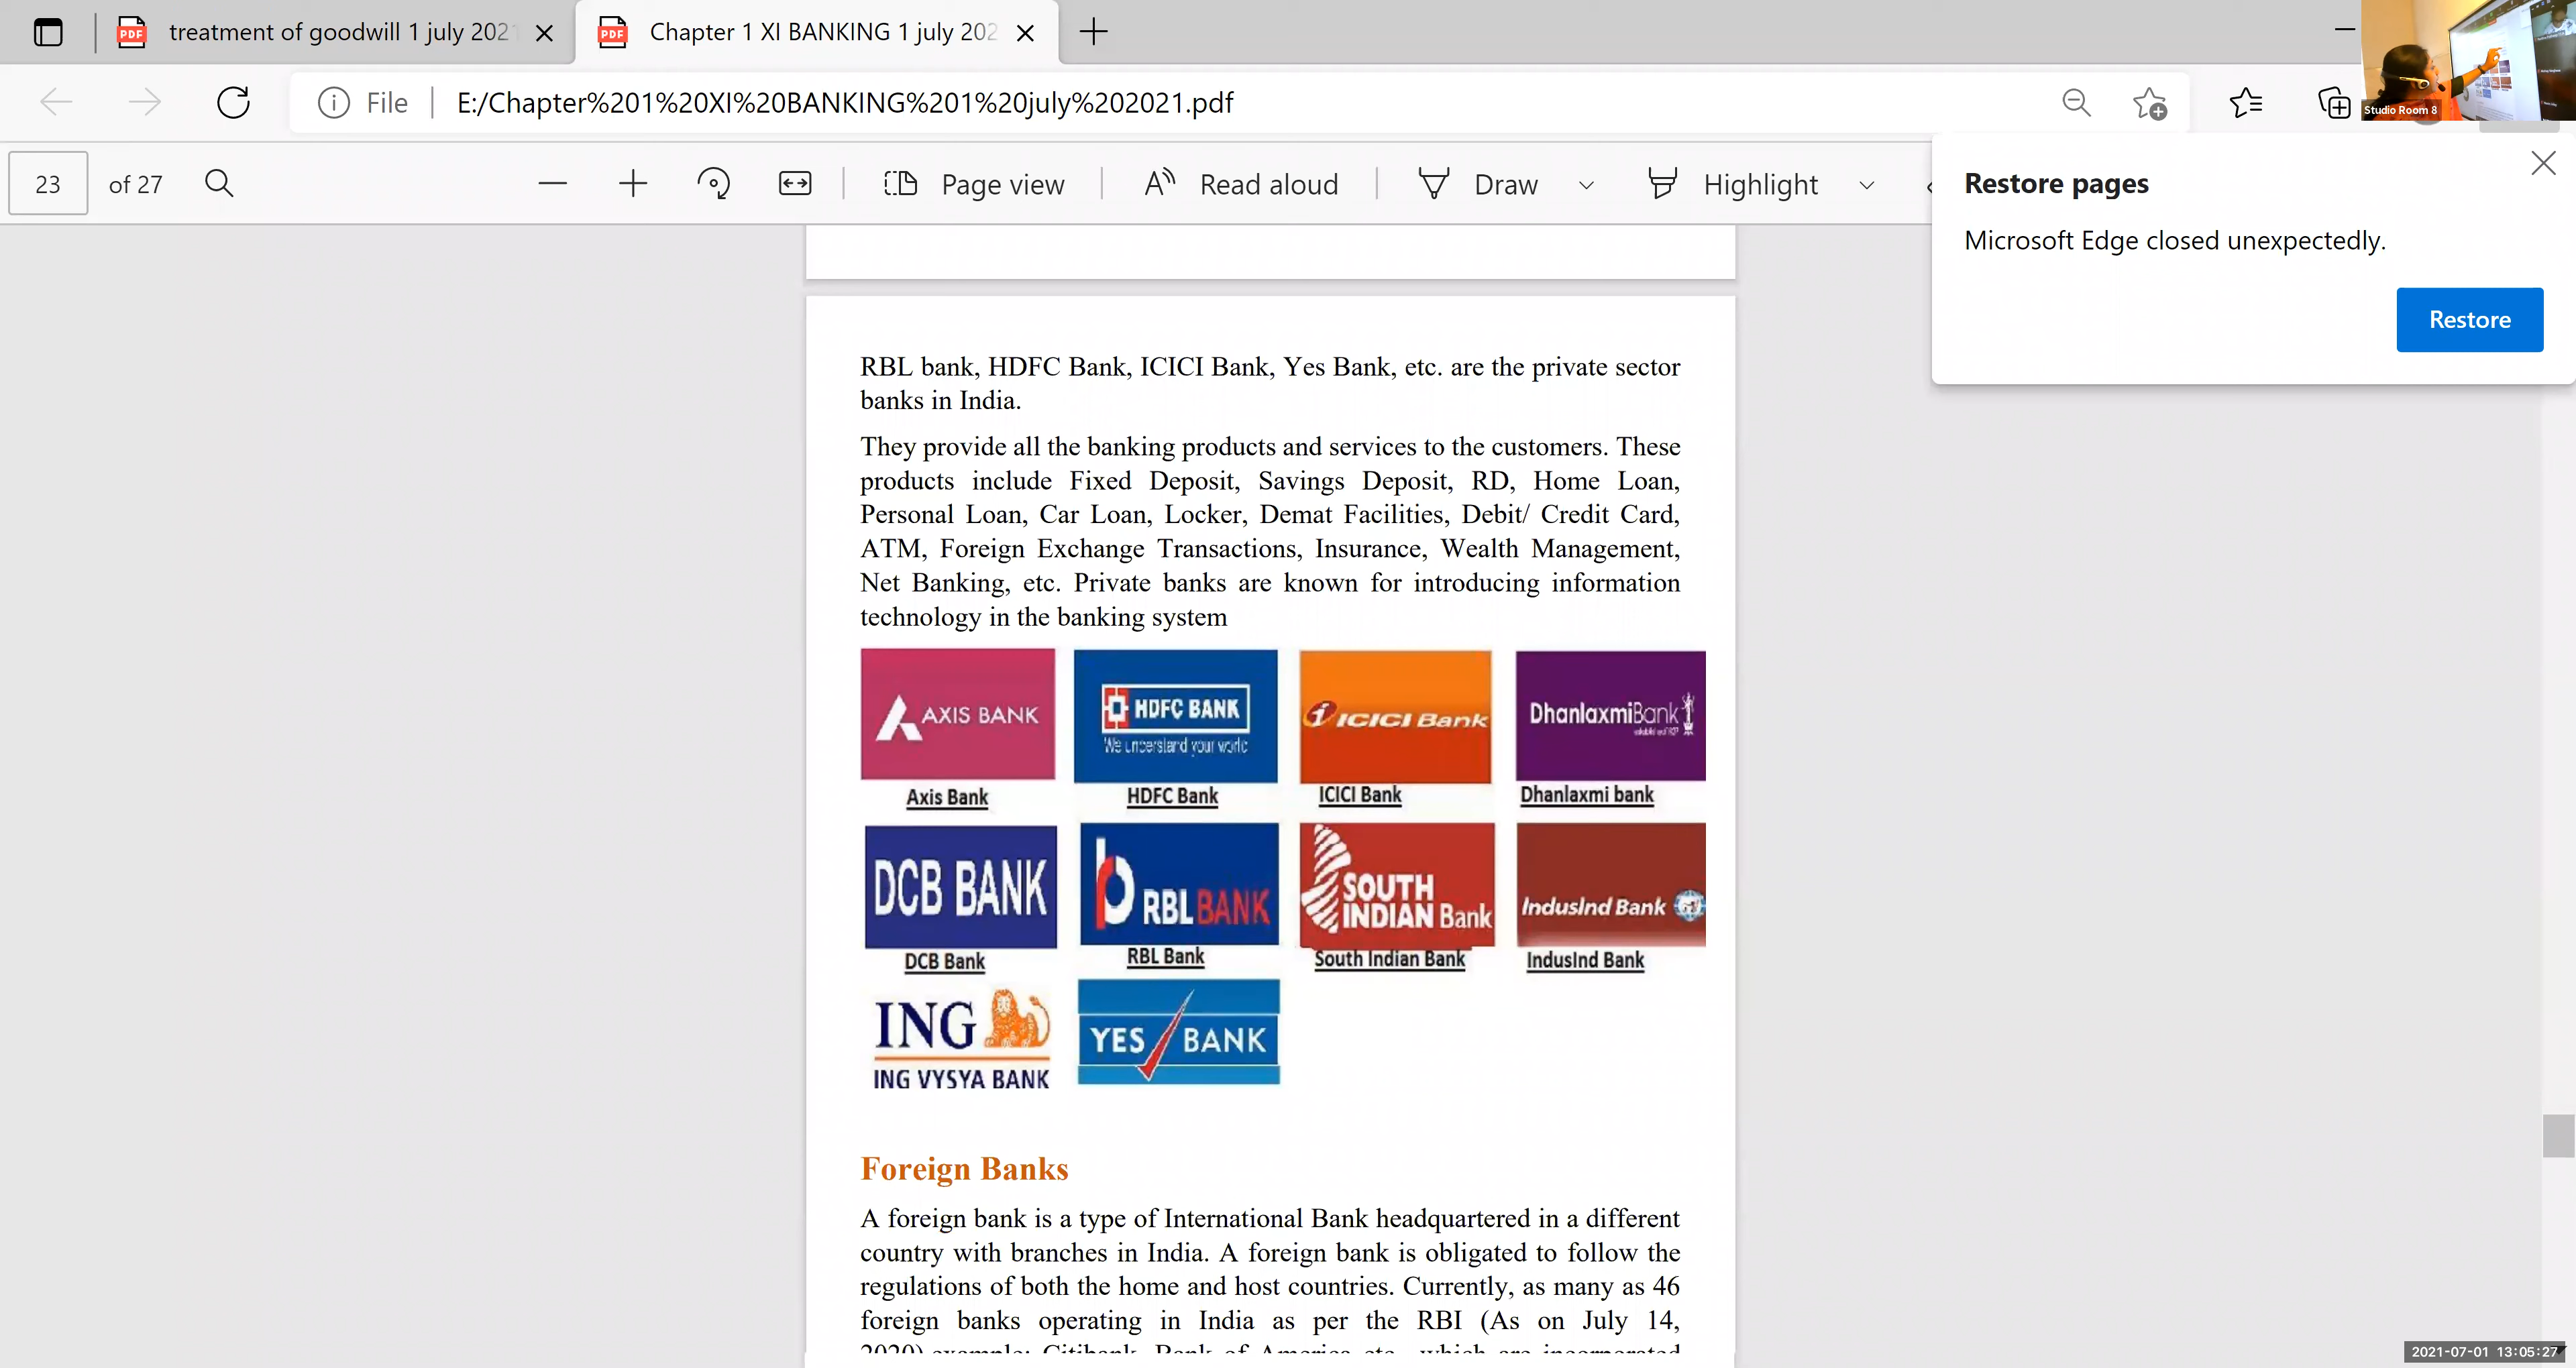 treatment of goodwill 1 july 202
Chapter 1 XI BANKING 1 july 202
File
E:/Chapter%201%20XI%20BANKING%201%20july%202021.pdf
Studio Room 8
23 of 27
Page view
Read aloud
Draw
Highlight
Restore pages
Microsoft Edge closed unexpectedly.
Restore
RBL bank, HDFC Bank, ICICI Bank, Yes Bank, etc. are the private sector
banks in India.
They provide all the banking products and services to the customers. These
products include Fixed Deposit, Savings Deposit, RD, Home Loan,
Personal Loan, Car Loan, Locker, Demat Facilities, Debit/ Credit Card,
ATM, Foreign Exchange Transactions, Insurance, Wealth Management,
Net Banking, etc. Private banks are known for introducing information
technology in the banking system
AXIS BANK
HDFC BANK
We understand your world
ICICI Bank
DhanlaxmiBank
Axis Bank
HDFC Bank
ICICI Bank
Dhanlaxmi bank
DCB BANK
RBL BANK
SOUTH
INDIAN Bank
IndusInd Bank
DCB Bank
RBL Bank
South Indian Bank
IndusInd Bank
ING
ING VYSYA BANK
YES BANK
Foreign Banks
A foreign bank is a type of International Bank headquartered in a different
country with branches in India. A foreign bank is obligated to follow the
regulations of both the home and host countries. Currently, as many as 46
foreign banks operating in India as per the RBI (As on July 14,
2020) example: Citibank, Bank of America etc., which are incorporated
2021-07-01 13:05:27